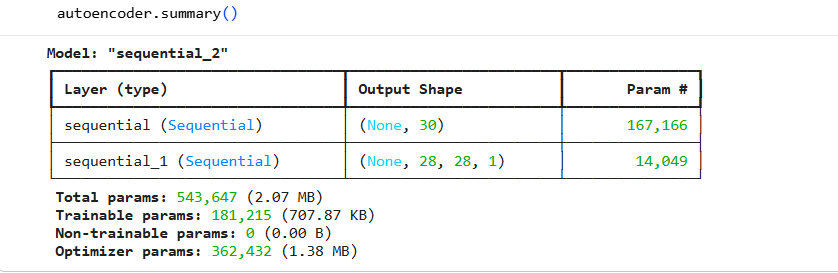 autoencoder.summary()
Model: "sequential_2"
Layer (type) Output Shape Param #
sequential (Sequential) (None, 30) 167,166
sequential_1 (Sequential) (None, 28, 28, 1) 14,049
Total params: 543,647 (2.07 MB)
Trainable params: 181,215 (707.87 KB)
Non-trainable params: 0 (0.00 B)
Optimizer params: 362,432 (1.38 MB)